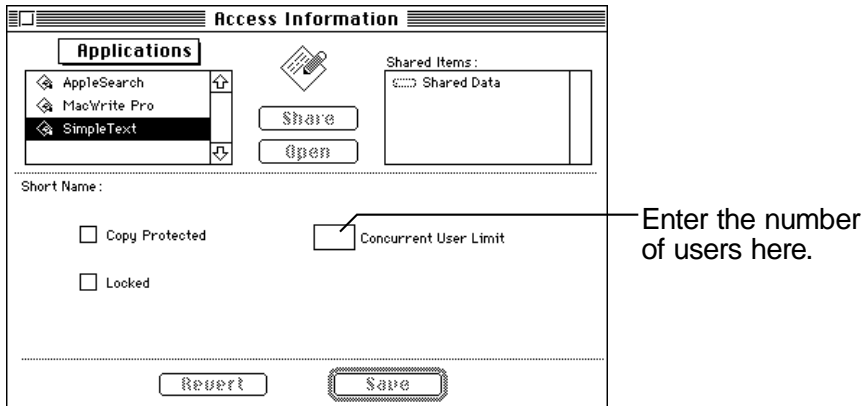 Access Information
Applications
AppleSearch
MacWrite Pro
SimpleText
Share
Open
Shared Items:
Shared Data
Short Name:
Copy Protected
Concurrent User Limit
Locked
Enter the number
of users here.
Revert
Save